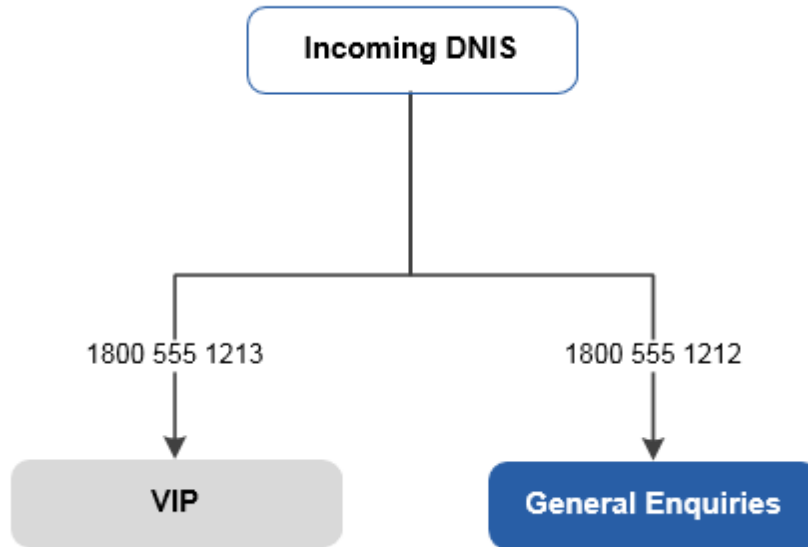 Incoming DNIS
1800 555 1213
1800 555 1212
VIP
General Enquiries